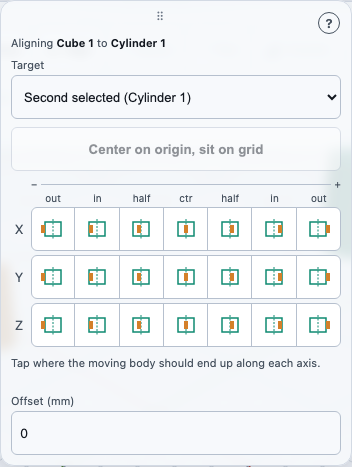 ?
Aligning Cube 1 to Cylinder 1
Target
Second selected (Cylinder 1)
Center on origin, sit on grid
− +
out in half ctr half in out
X
Y
Z
Tap where the moving body should end up along each axis.
Offset (mm)
0